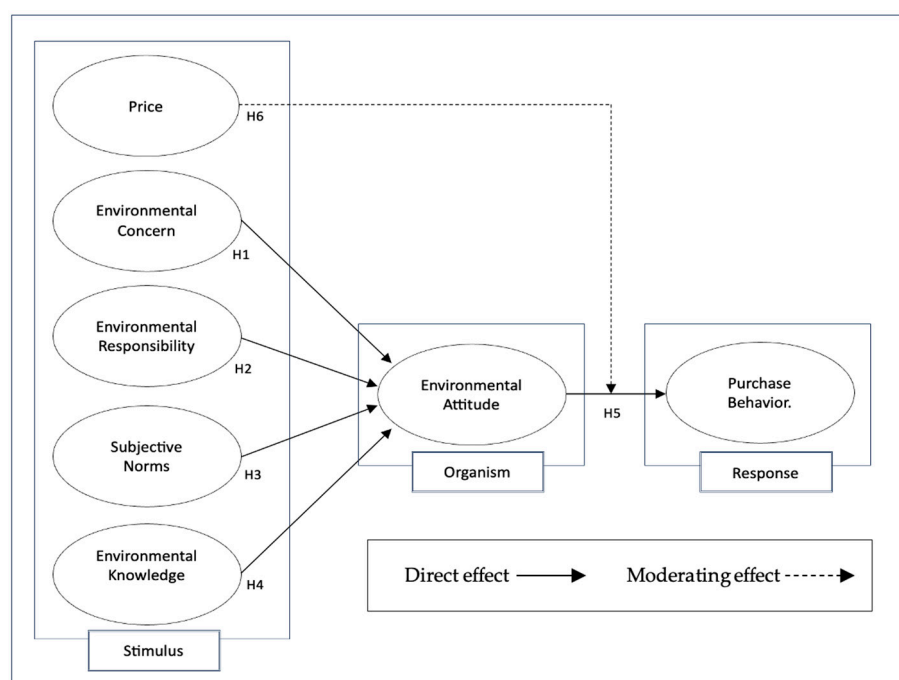 Price
H6
Environmental
Concern
H1
Environmental
Responsibility
H2
Subjective
Norms
H3
Environmental
Knowledge
H4
Stimulus
Environmental
Attitude
Organism
H5
Purchase
Behavior.
Response
Direct effect
Moderating effect